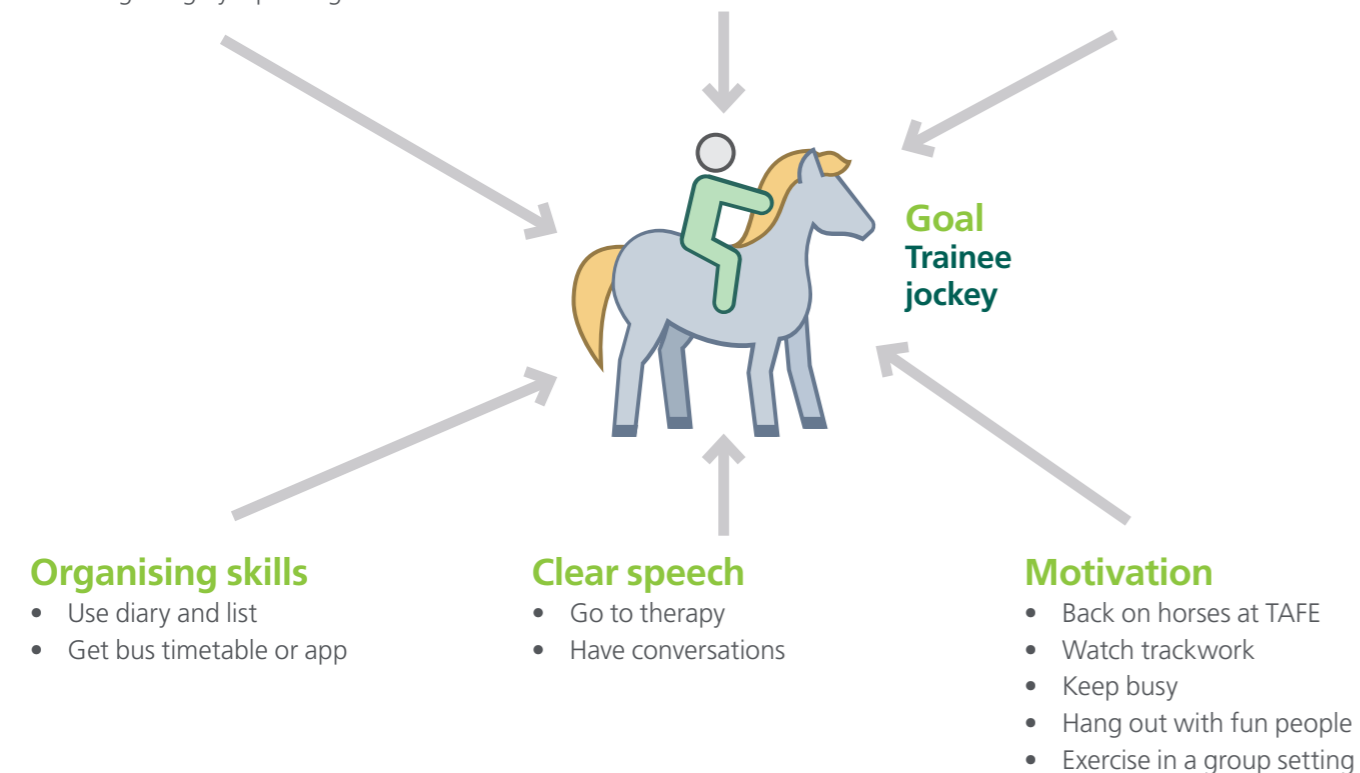 Goal
Trainee
jockey
Organising skills
• Use diary and list
• Get bus timetable or app
Clear speech
• Go to therapy
• Have conversations
Motivation
• Back on horses at TAFE
• Watch trackwork
• Keep busy
• Hang out with fun people
• Exercise in a group setting